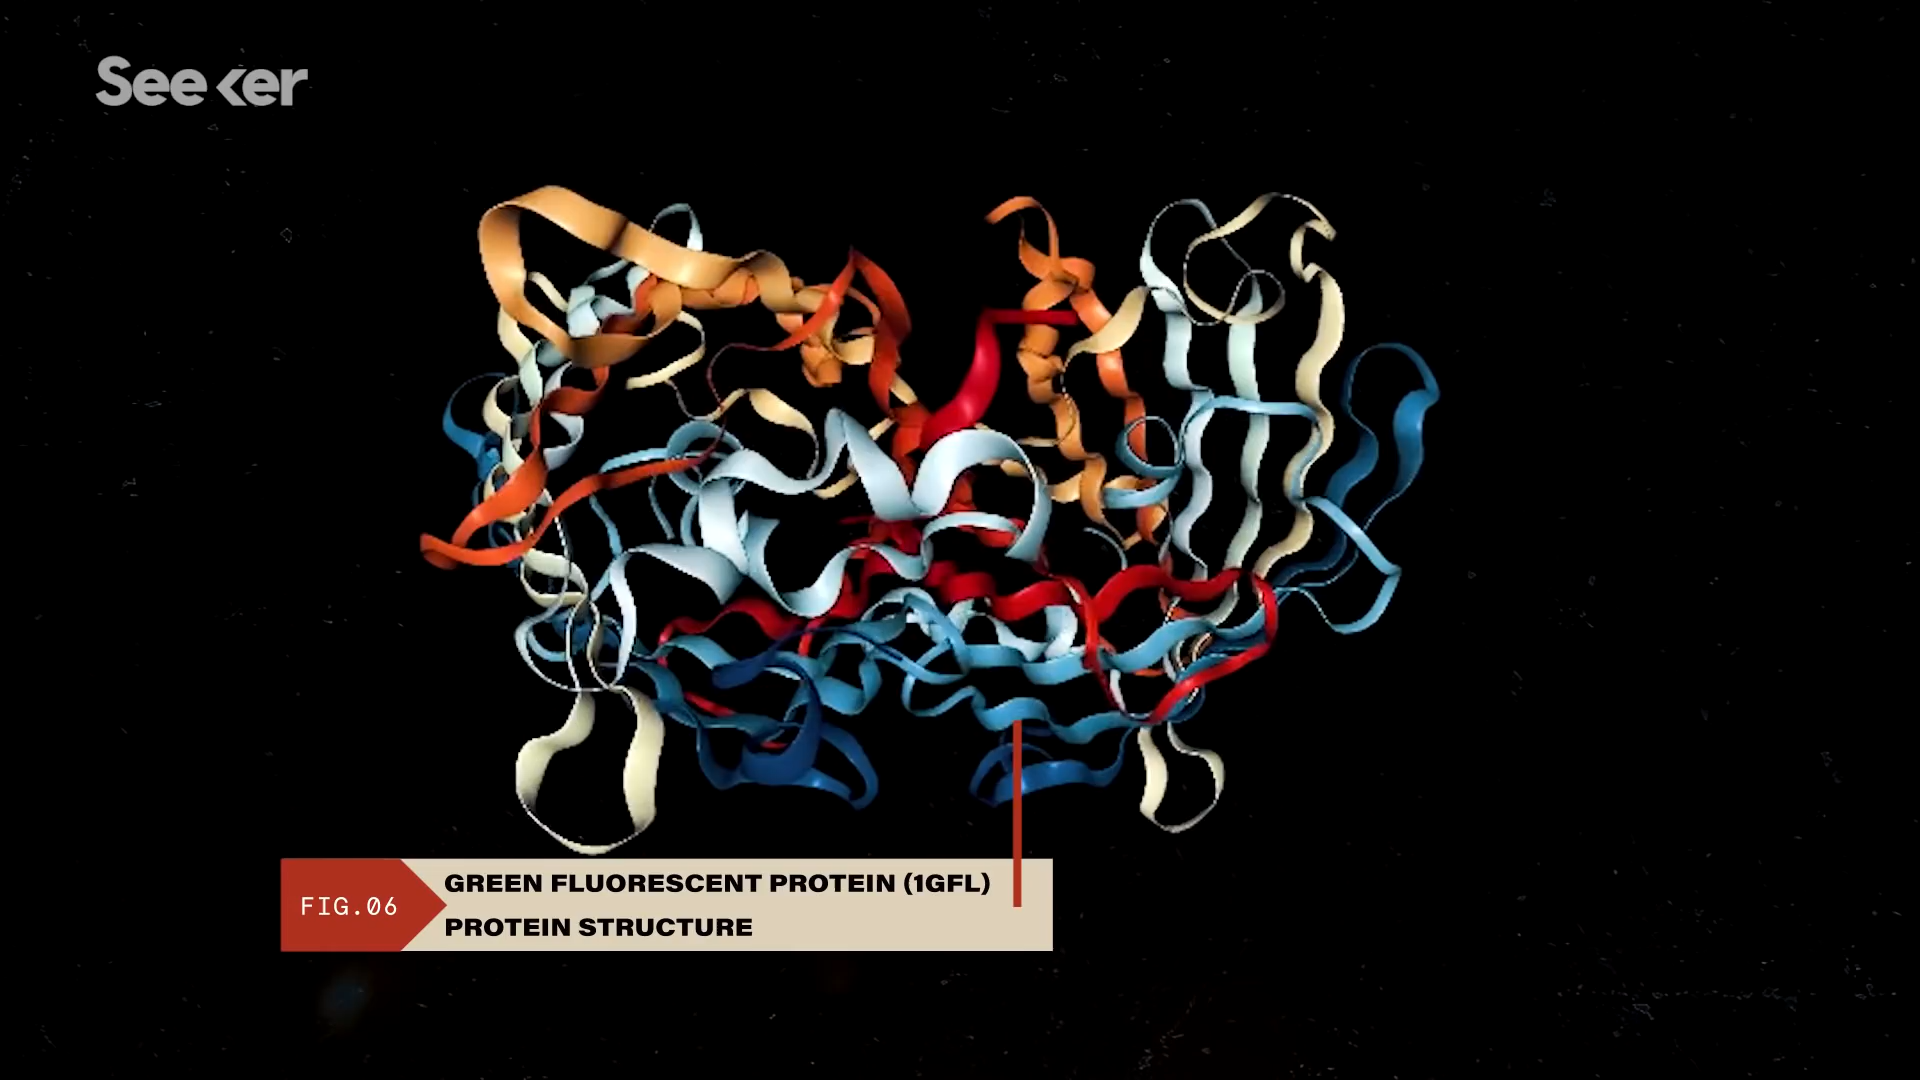 Seeker
FIG.06
GREEN FLUORESCENT PROTEIN (1GFL)
PROTEIN STRUCTURE